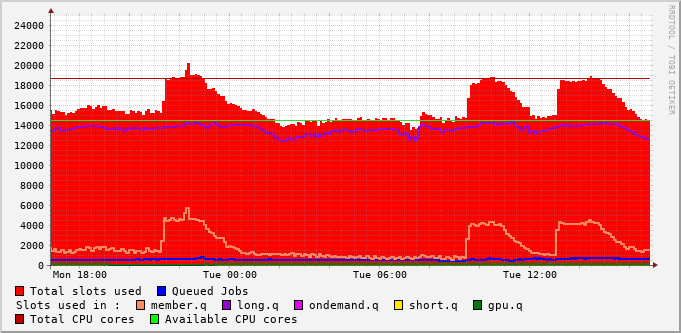 24000
22000
20000
18000
16000
14000
12000
10000
8000
6000
4000
2000
0
Mon 18:00 Tue 00:00 Tue 06:00 Tue 12:00
RRDTOOL / TOBI OETIKER
Total slots used Queued Jobs
Slots used in : member.q long.q ondemand.q short.q gpu.q
Total CPU cores Available CPU cores